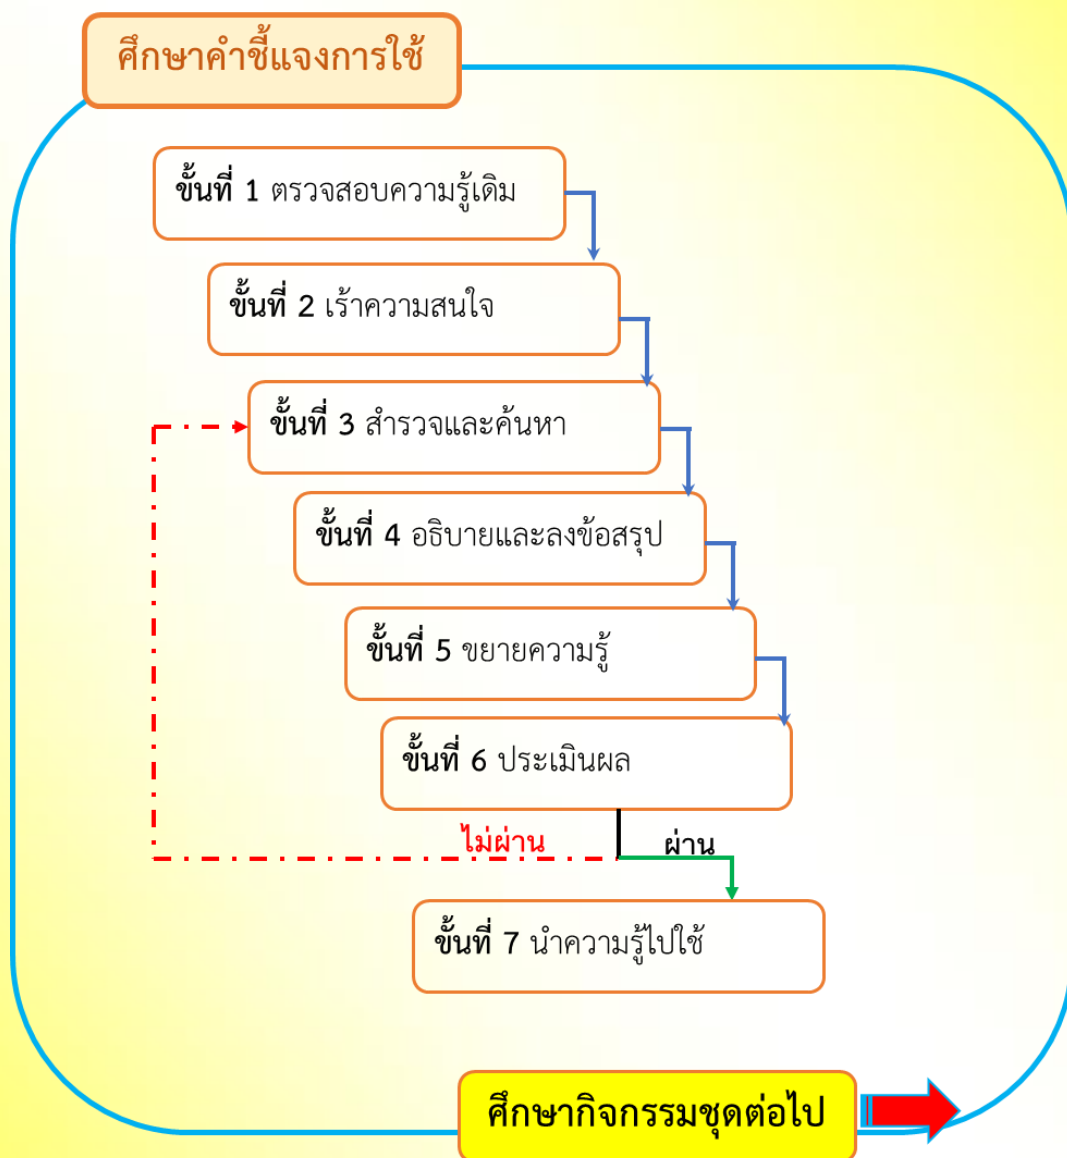 ศึกษาคำชี้แจงการใช้
ขั้นที่ 1 ตรวจสอบความรู้เดิม
ขั้นที่ 2 เร้าความสนใจ
ขั้นที่ 3 สำรวจและค้นหา
ขั้นที่ 4 อธิบายและลงข้อสรุป
ขั้นที่ 5 ขยายความรู้
ขั้นที่ 6 ประเมินผล
ไม่ผ่าน
ผ่าน
ขั้นที่ 7 นำความรู้ไปใช้
ศึกษากิจกรรมชุดต่อไป